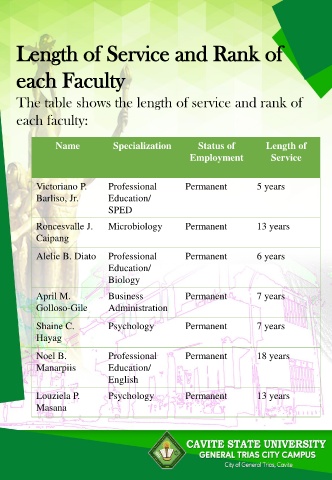 Length of Service and Rank of
each Faculty
The table shows the length of service and rank of
each faculty:
Name Specialization Status of Employment Length of Service
Victoriano P. Barliso, Jr. Professional Education/ SPED Permanent 5 years
Roncesvalle J. Caipang Microbiology Permanent 13 years
Alelie B. Diato Professional Education/ Biology Permanent 6 years
April M. Golloso-Gile Business Administration Permanent 7 years
Shaine C. Hayag Psychology Permanent 7 years
Noel B. Manarpiis Professional Education/ English Permanent 18 years
Louziela P. Masana Psychology Permanent 13 years
CAVITE STATE UNIVERSITY
GENERAL TRIAS CITY CAMPUS
City of General Trias, Cavite